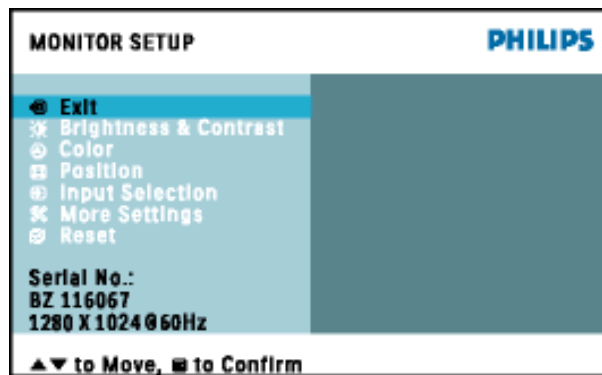 MONITOR SETUP
PHILIPS
Exit
Brightness & Contrast
Color
Position
Input Selection
More Settings
Reset
Serial No.:
BZ 116067
1280 X 1024 @ 60Hz
▲▼ to Move, to Confirm